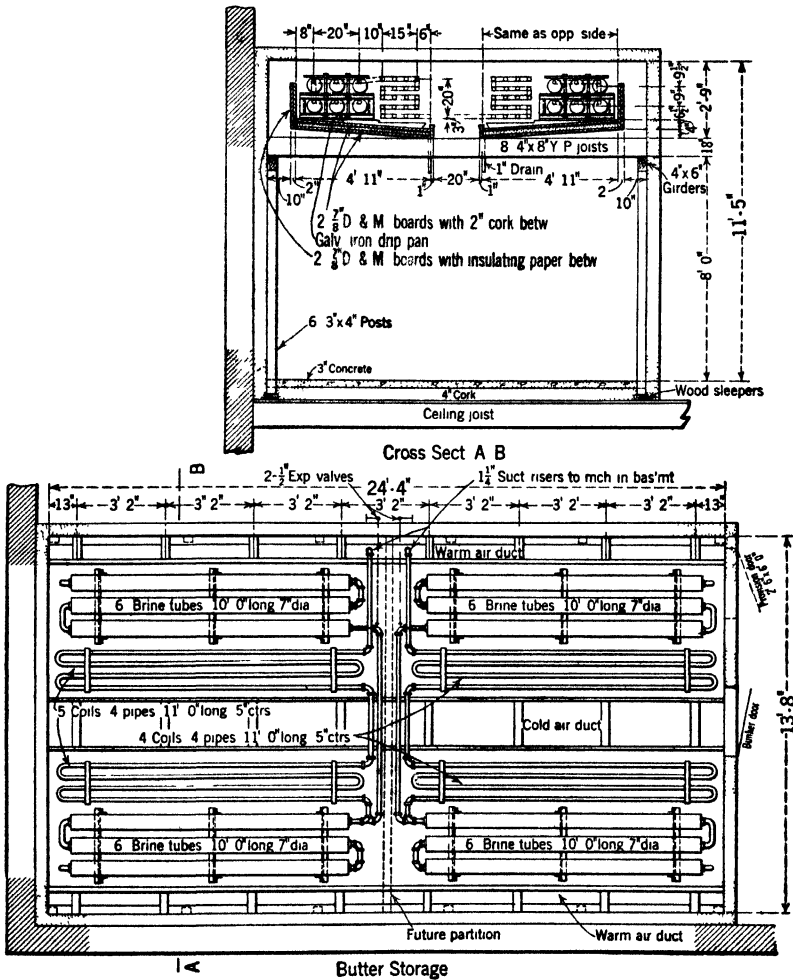 8" 20" 10" 15" 6" Same as opp side
20"
3"
2'-9"
18"
8 4"x8" Y P joists
1" Drain
4"x6"
Girders
2" 4' 11" 1" 20" 1" 4' 11" 2
10" 10"
11'-5"
8' 0"
2 7/8" D & M boards with 2" cork betw
Galv iron drip pan
2 7/8" D & M boards with insulating paper betw
6 3"x4" Posts
3" Concrete
4" Cork
Wood sleepers
Ceiling joist
Cross Sect A B
B
2-1/2" Exp valves
1 1/4" Suct risers to mch in bas'mt
24'-4"
13" 3' 2" 3" 2" 3' 2" 3' 2" 3' 2" 3' 2' 3' 2" 13"
Warm air duct
6 Brine tubes 10' 0" long 7" dia
6 Brine tubes 10' 0" long 7" dia
5 Coils 4 pipes 11' 0" long 5" ctrs
4 Coils 4 pipes 11' 0" long 5" ctrs
Cold air duct
Bunker door
13'-8"
6 Brine tubes 10' 0" long 7" dia
6 Brine tubes 10' 0" long 7" dia
Future partition
Warm air duct
A
Butter Storage